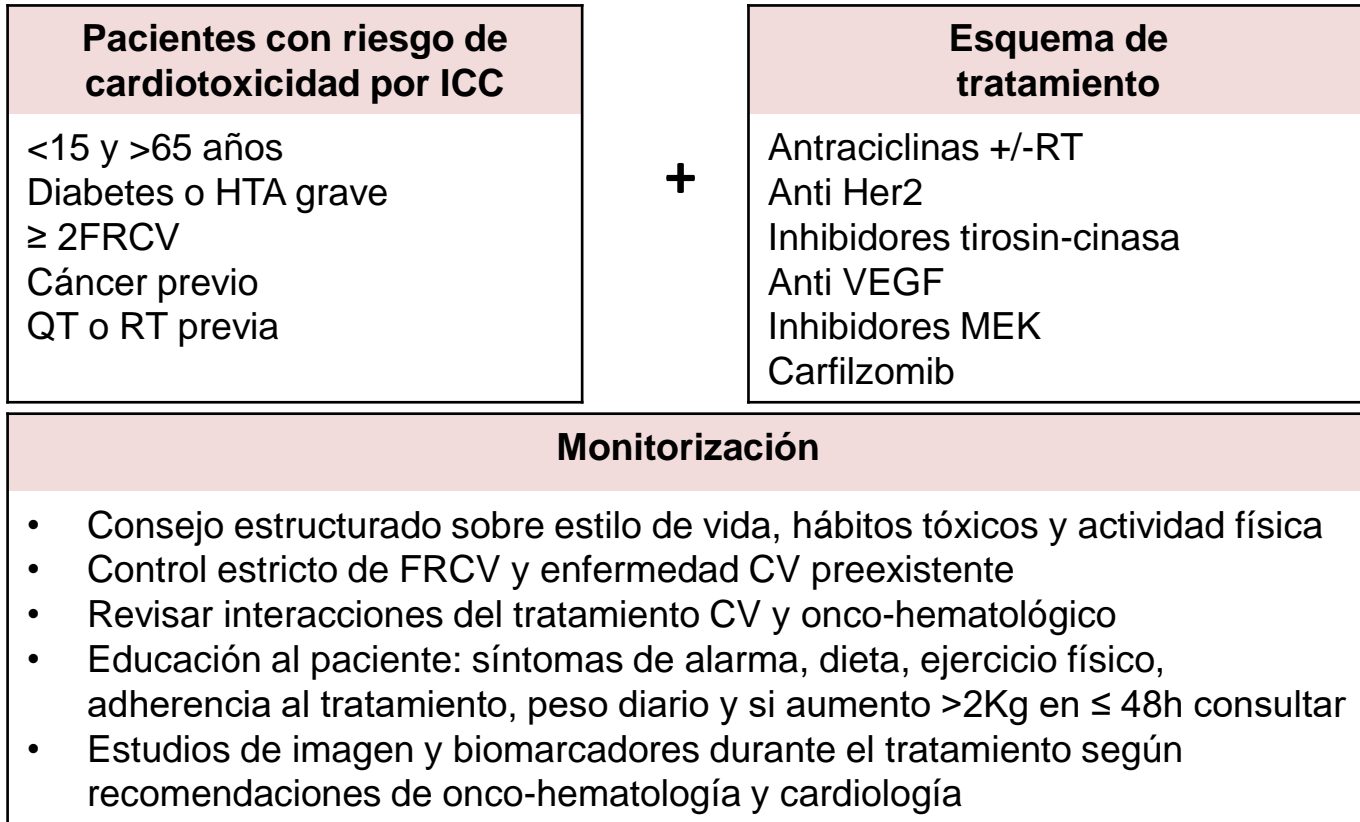 Pacientes con riesgo de
cardiotoxicidad por ICC
<15 y >65 años
Diabetes o HTA grave
≥ 2FRCV
Cáncer previo
QT o RT previa
+
Esquema de
tratamiento
Antraciclinas +/-RT
Anti Her2
Inhibidores tirosin-cinasa
Anti VEGF
Inhibidores MEK
Carfilzomib
Monitorización
• Consejo estructurado sobre estilo de vida, hábitos tóxicos y actividad física
• Control estricto de FRCV y enfermedad CV preexistente
• Revisar interacciones del tratamiento CV y onco-hematológico
• Educación al paciente: síntomas de alarma, dieta, ejercicio físico,
adherencia al tratamiento, peso diario y si aumento >2Kg en ≤ 48h consultar
• Estudios de imagen y biomarcadores durante el tratamiento según
recomendaciones de onco-hematología y cardiología